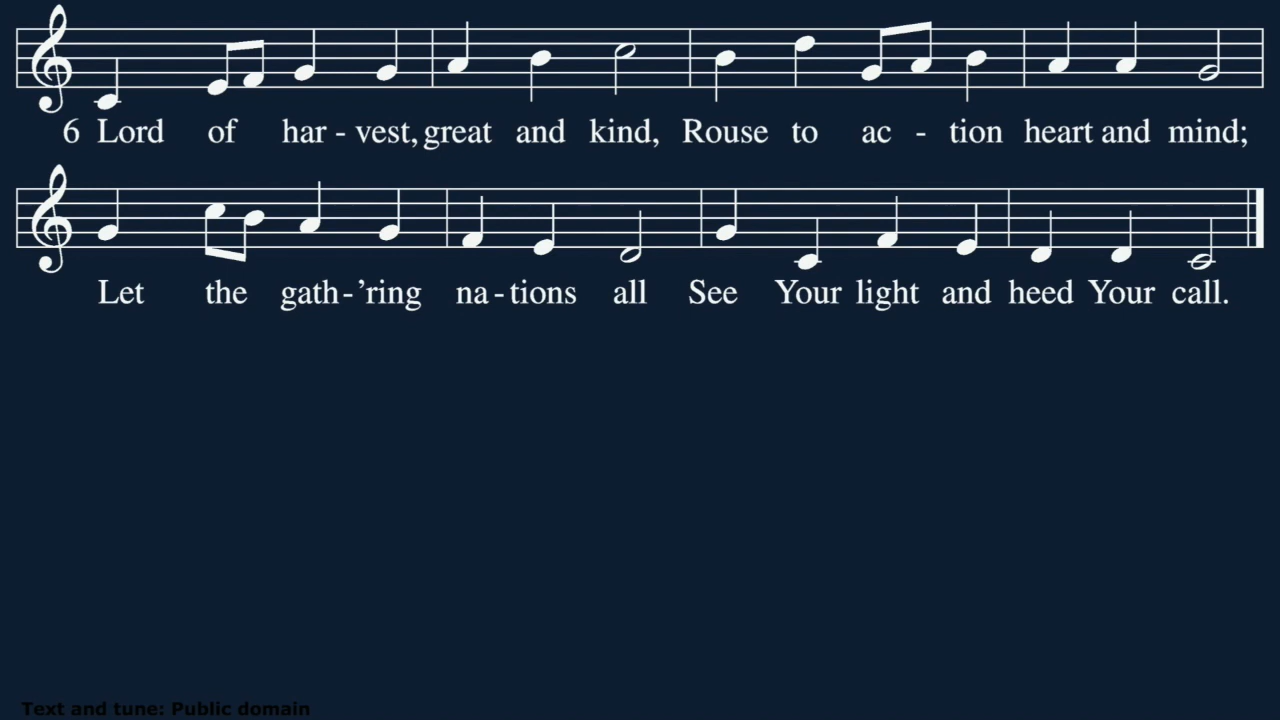 6 Lord of har - vest, great and kind, Rouse to ac - tion heart and mind;
Let the gath - 'ring na - tions all See Your light and heed Your call.
Text and tune: Public domain